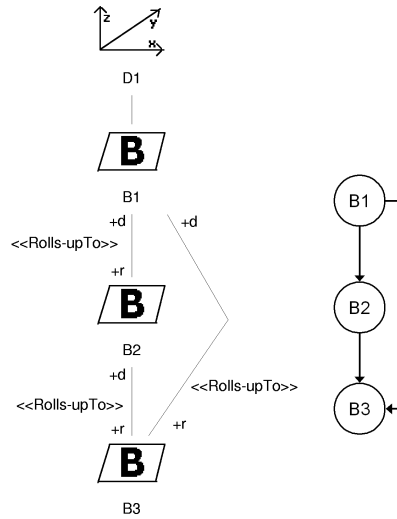 z
y
x
D1
B
B1
+d
+d
<<Rolls-upTo>>
+r
B
B2
+d
<<Rolls-upTo>>
<<Rolls-upTo>>
+r
+r
B
B3
B1
B2
B3